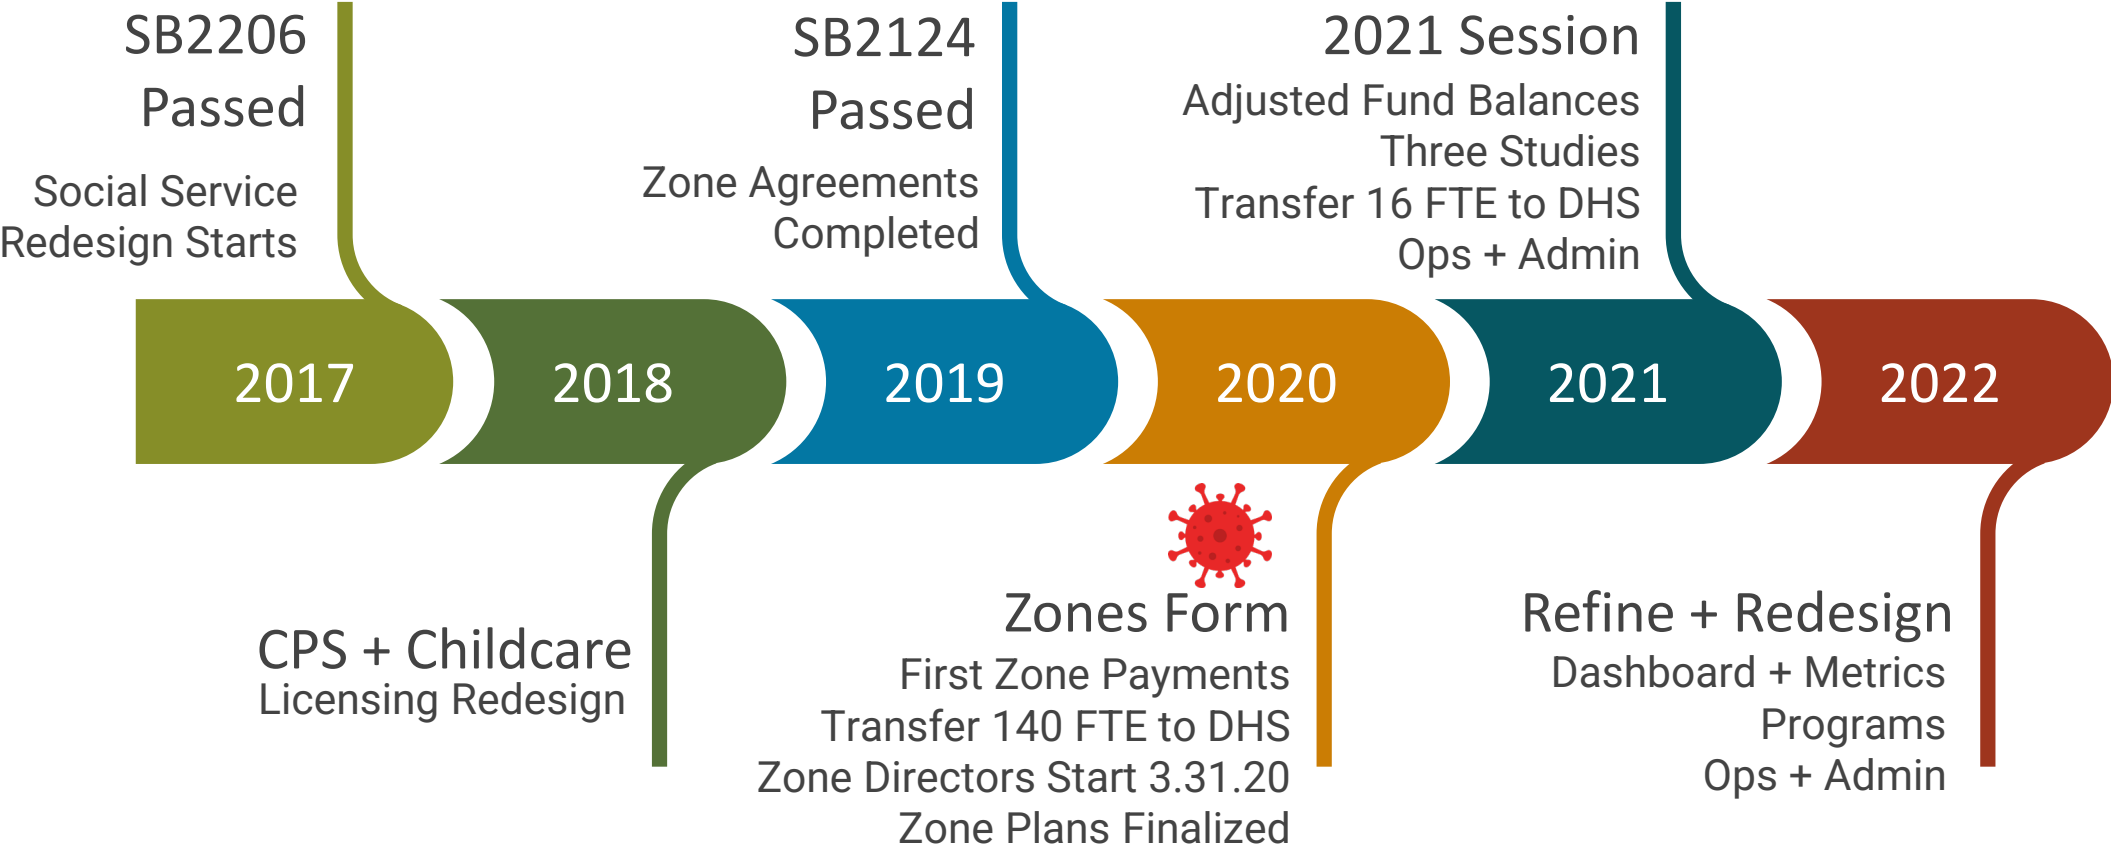 SB2206
Passed
Social Service
Redesign Starts
SB2124
Passed
Zone Agreements
Completed
2021 Session
Adjusted Fund Balances
Three Studies
Transfer 16 FTE to DHS
Ops + Admin
2017
2018
2019
2020
2021
2022
CPS + Childcare
Licensing Redesign
Zones Form
First Zone Payments
Transfer 140 FTE to DHS
Zone Directors Start 3.31.20
Zone Plans Finalized
Refine + Redesign
Dashboard + Metrics
Programs
Ops + Admin